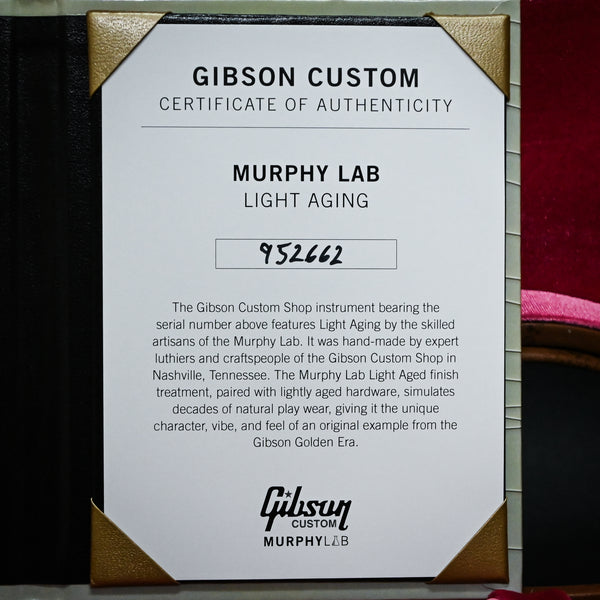 GIBSON CUSTOM
CERTIFICATE OF AUTHENTICITY
MURPHY LAB
LIGHT AGING
952662
The Gibson Custom Shop instrument bearing the
serial number above features Light Aging by the skilled
artisans of the Murphy Lab. It was hand-made by expert
luthiers and craftspeople of the Gibson Custom Shop in
Nashville, Tennessee. The Murphy Lab Light Aged finish
treatment, paired with lightly aged hardware, simulates
decades of natural play wear, giving it the unique
character, vibe, and feel of an original example from the
Gibson Golden Era.
Gibson
CUSTOM
MURPHYLAB